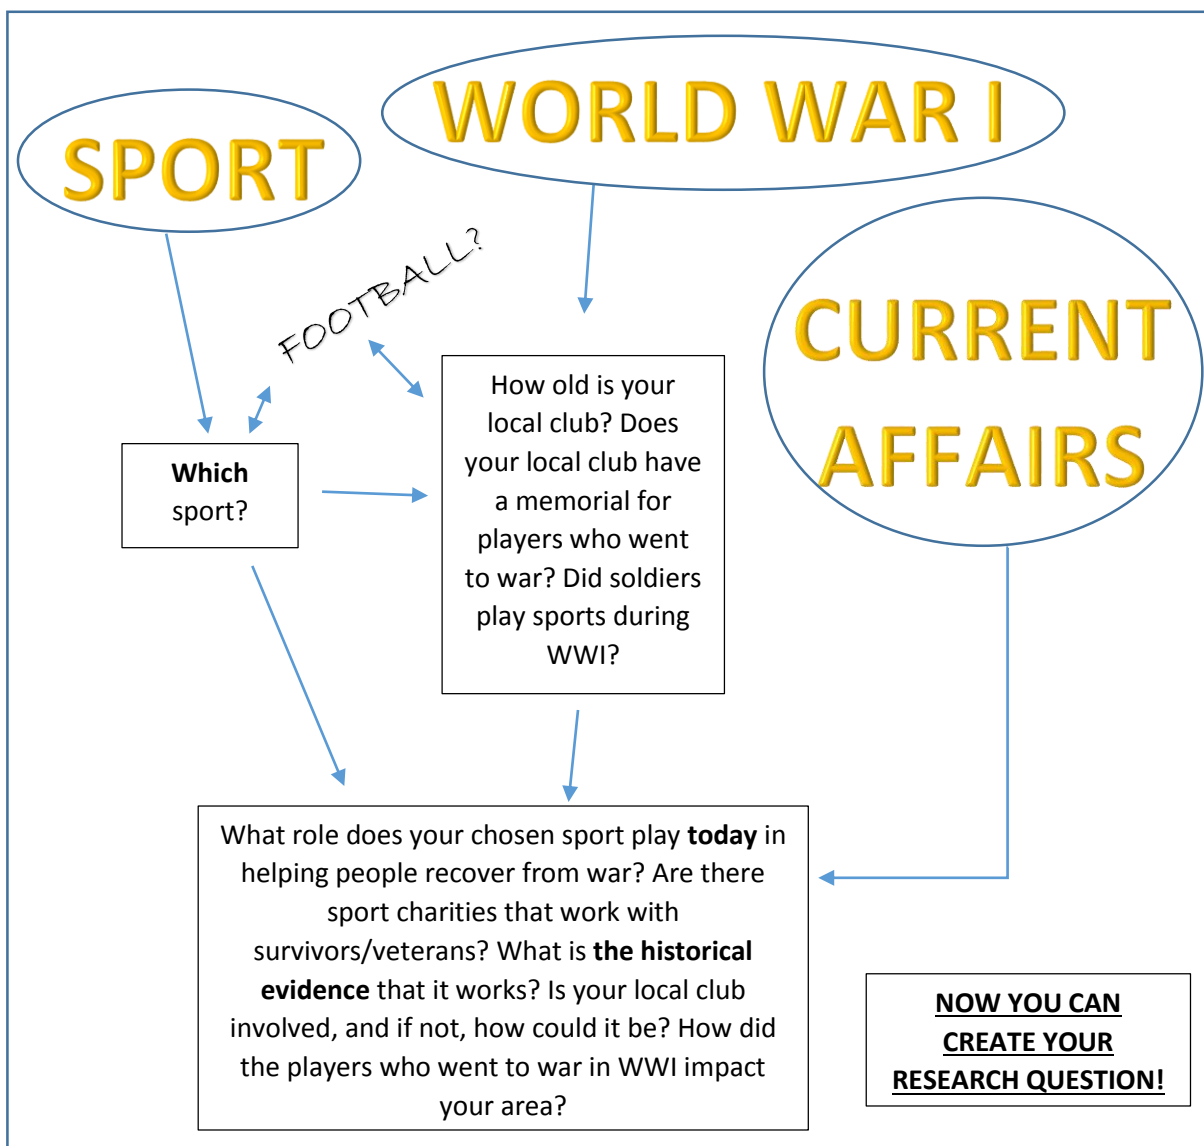 SPORT
WORLD WAR I
CURRENT
AFFAIRS
FOOTBALL?
Which
sport?
How old is your
local club? Does
your local club have
a memorial for
players who went
to war? Did soldiers
play sports during
WWI?
What role does your chosen sport play today in
helping people recover from war? Are there
sport charities that work with
survivors/veterans? What is the historical
evidence that it works? Is your local club
involved, and if not, how could it be? How did
the players who went to war in WWI impact
your area?
NOW YOU CAN
CREATE YOUR
RESEARCH QUESTION!